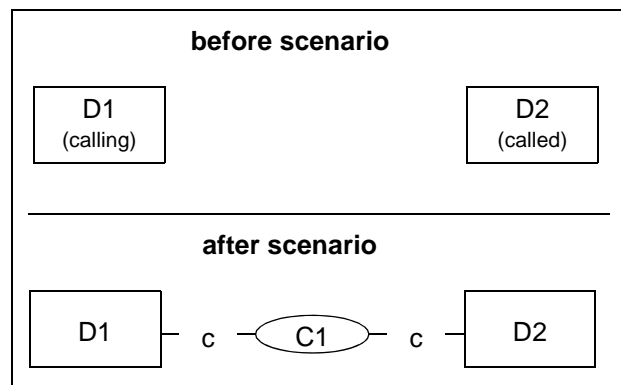 before scenario
D1 D2
(calling) (called)
after scenario
D1 c C1 c D2